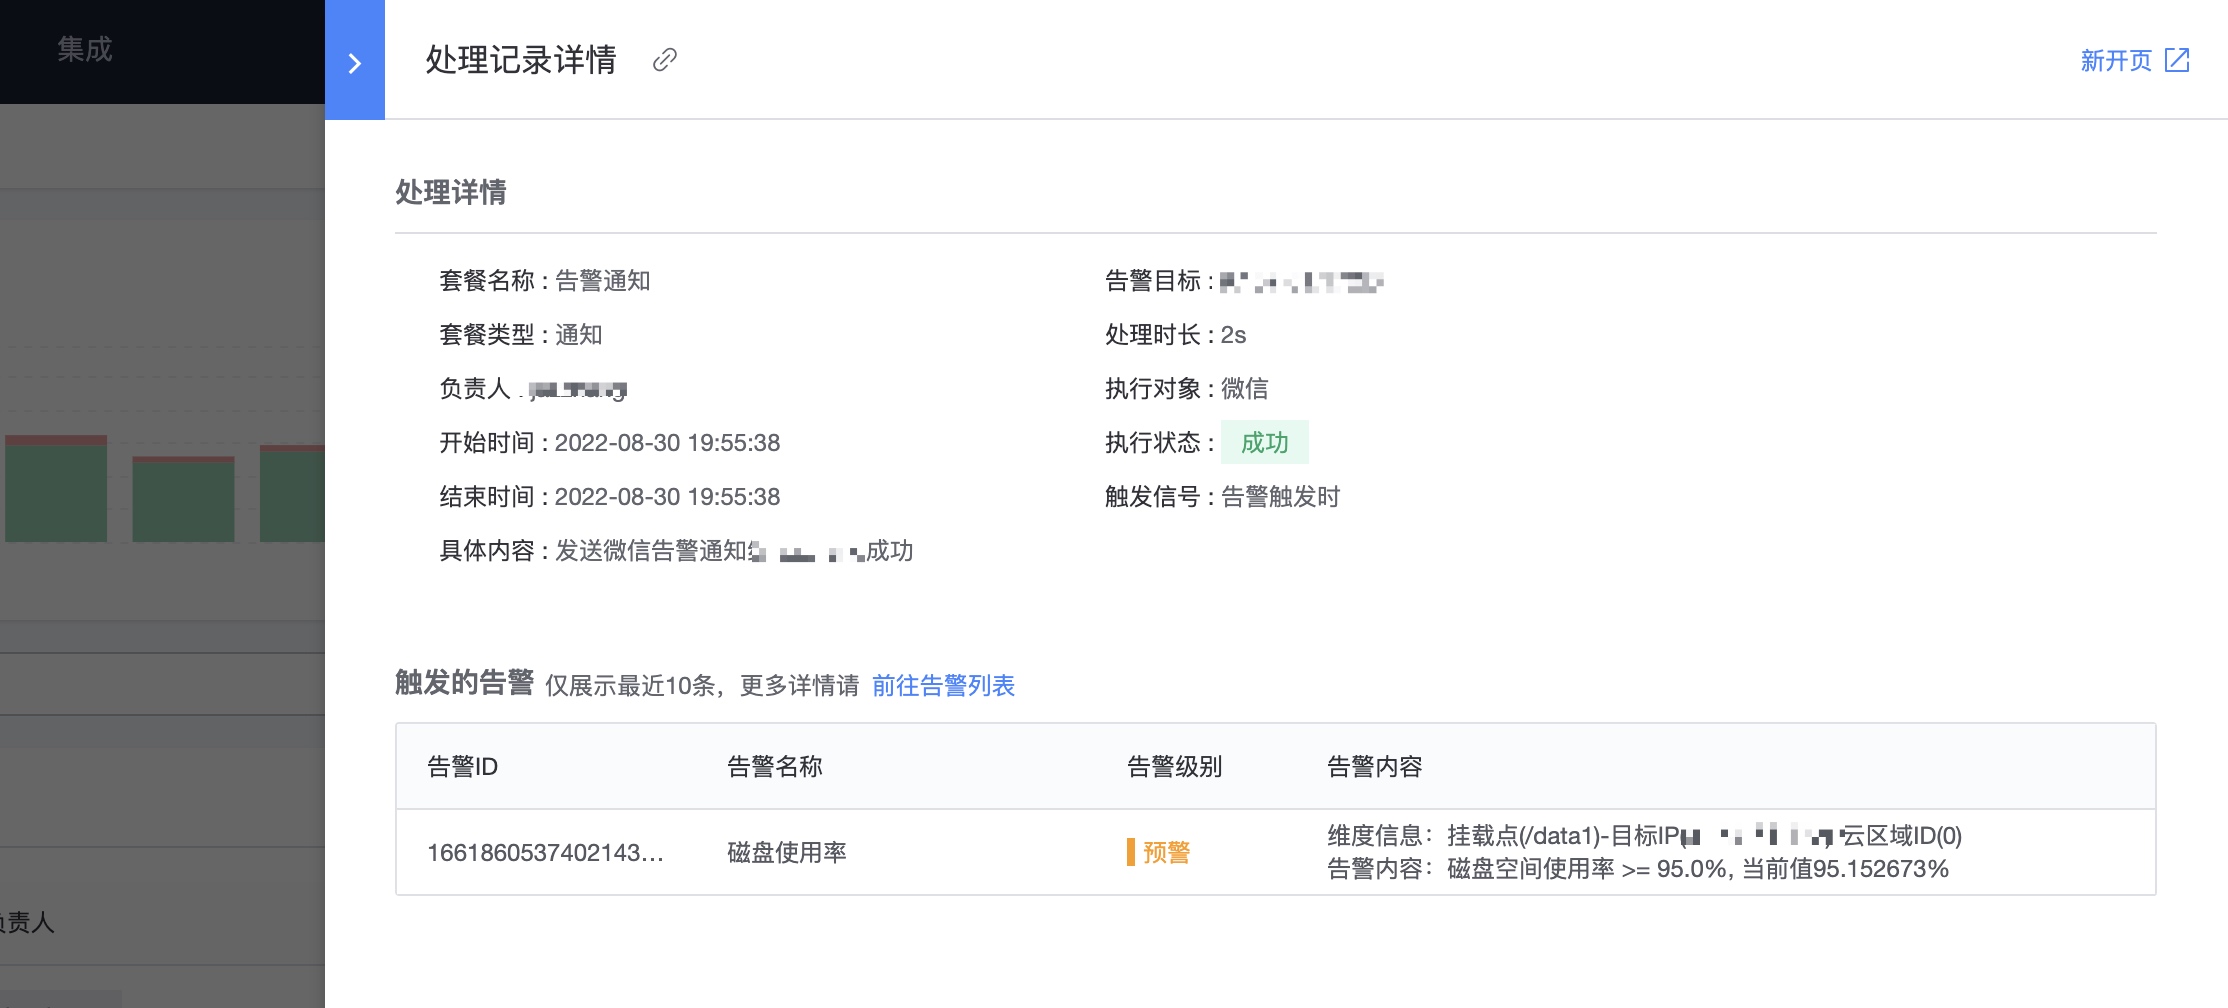 集成
处理记录详情
新开页
处理详情
套餐名称 : 告警通知
告警目标 :
套餐类型 : 通知
处理时长 : 2s
负责人
执行对象 : 微信
开始时间 : 2022-08-30 19:55:38
执行状态 : 成功
结束时间 : 2022-08-30 19:55:38
触发信号 : 告警触发时
具体内容 : 发送微信告警通知 成功
触发的告警 仅展示最近10条，更多详情请 前往告警列表
告警ID 告警名称 告警级别 告警内容
1661860537402143... 磁盘使用率 预警
维度信息：挂载点(/data1)-目标IP( 云区域ID(0)
告警内容：磁盘空间使用率 >= 95.0%, 当前值95.152673%
责人